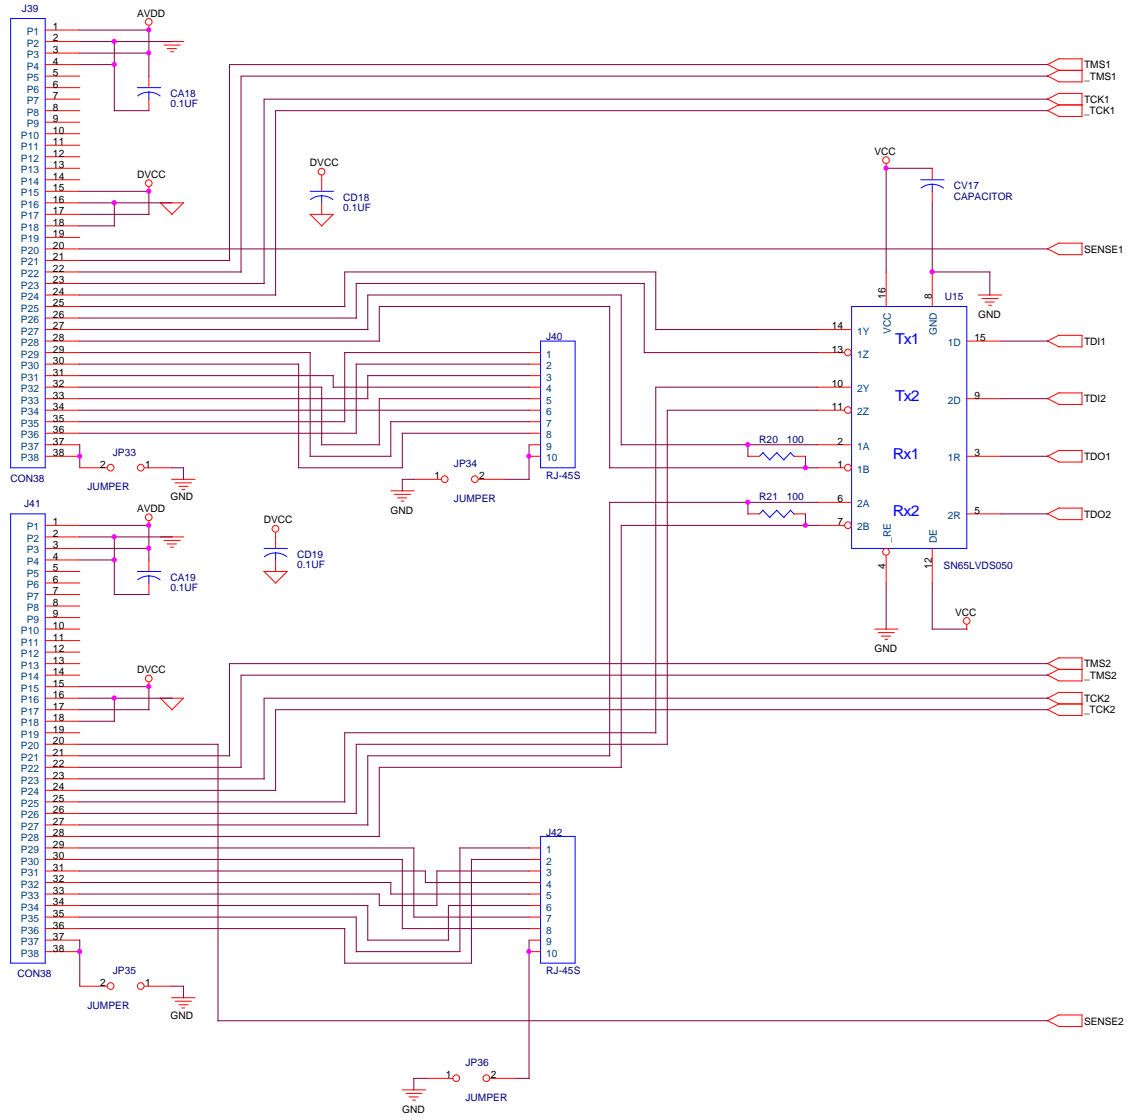 J39
AVDD
P1 1
P2 2
P3 3
P4 4
P5 5
P6 6
P7 7
P8 8
P9 9
P10 10
P11 11
P12 12
P13 13
P14 14
P15 15
P16 16
P17 17
P18 18
P19 19
P20 20
P21 21
P22 22
P23 23
P24 24
P25 25
P26 26
P27 27
P28 28
P29 29
P30 30
P31 31
P32 32
P33 33
P34 34
P35 35
P36 36
P37 37
P38 38
CON38
CA18
0.1UF
DVCC
DVCC
CD18
0.1UF
TMS1
_TMS1
TCK1
_TCK1
VCC
CV17
CAPACITOR
SENSE1
GND
U15
16
8
VCC
GND
14 1Y Tx1
13 1Z
1D 15 TDI1
10 2Y Tx2
11 2Z
2D 9 TDI2
2 1A Rx1
1 1B
1R 3 TDO1
6 2A Rx2
7 2B
2R 5 TDO2
_RE
DE
4
12
SN65LVDS050
GND
VCC
R20 100
R21 100
J40
1
2
3
4
5
6
7
8
9
10
RJ-45S
JP33
2 1
JUMPER
GND
JP34
1 2
JUMPER
GND
J41
AVDD
P1 1
P2 2
P3 3
P4 4
P5 5
P6 6
P7 7
P8 8
P9 9
P10 10
P11 11
P12 12
P13 13
P14 14
P15 15
P16 16
P17 17
P18 18
P19 19
P20 20
P21 21
P22 22
P23 23
P24 24
P25 25
P26 26
P27 27
P28 28
P29 29
P30 30
P31 31
P32 32
P33 33
P34 34
P35 35
P36 36
P37 37
P38 38
CON38
CA19
0.1UF
DVCC
CD19
0.1UF
DVCC
TMS2
_TMS2
TCK2
_TCK2
J42
1
2
3
4
5
6
7
8
9
10
RJ-45S
JP35
2 1
JUMPER
GND
SENSE2
JP36
1 2
JUMPER
GND